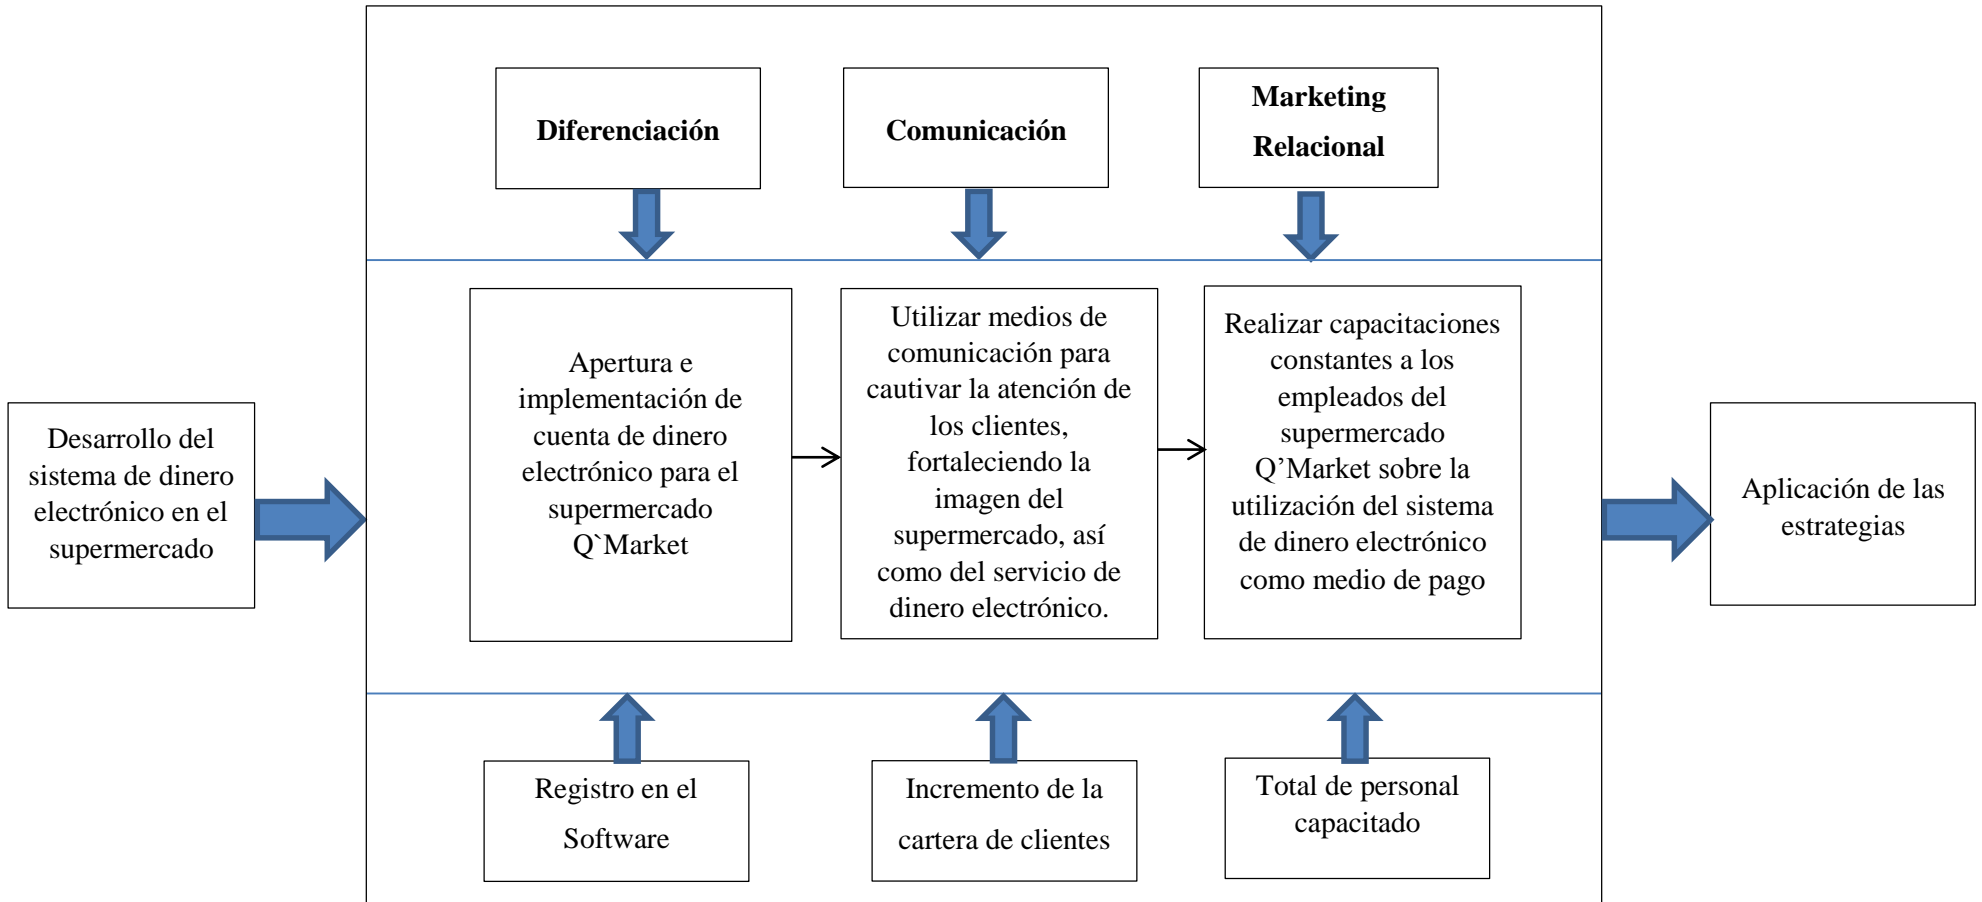 Diferenciación
Comunicación
Marketing
Relacional
Desarrollo del
sistema de dinero
electrónico en el
supermercado
Apertura e
implementación de
cuenta de dinero
electrónico para el
supermercado
Q`Market
Utilizar medios de
comunicación para
cautivar la atención de
los clientes,
fortaleciendo la
imagen del
supermercado, así
como del servicio de
dinero electrónico.
Realizar capacitaciones
constantes a los
empleados del
supermercado
Q’Market sobre la
utilización del sistema
de dinero electrónico
como medio de pago
Aplicación de las
estrategias
Registro en el
Software
Incremento de la
cartera de clientes
Total de personal
capacitado